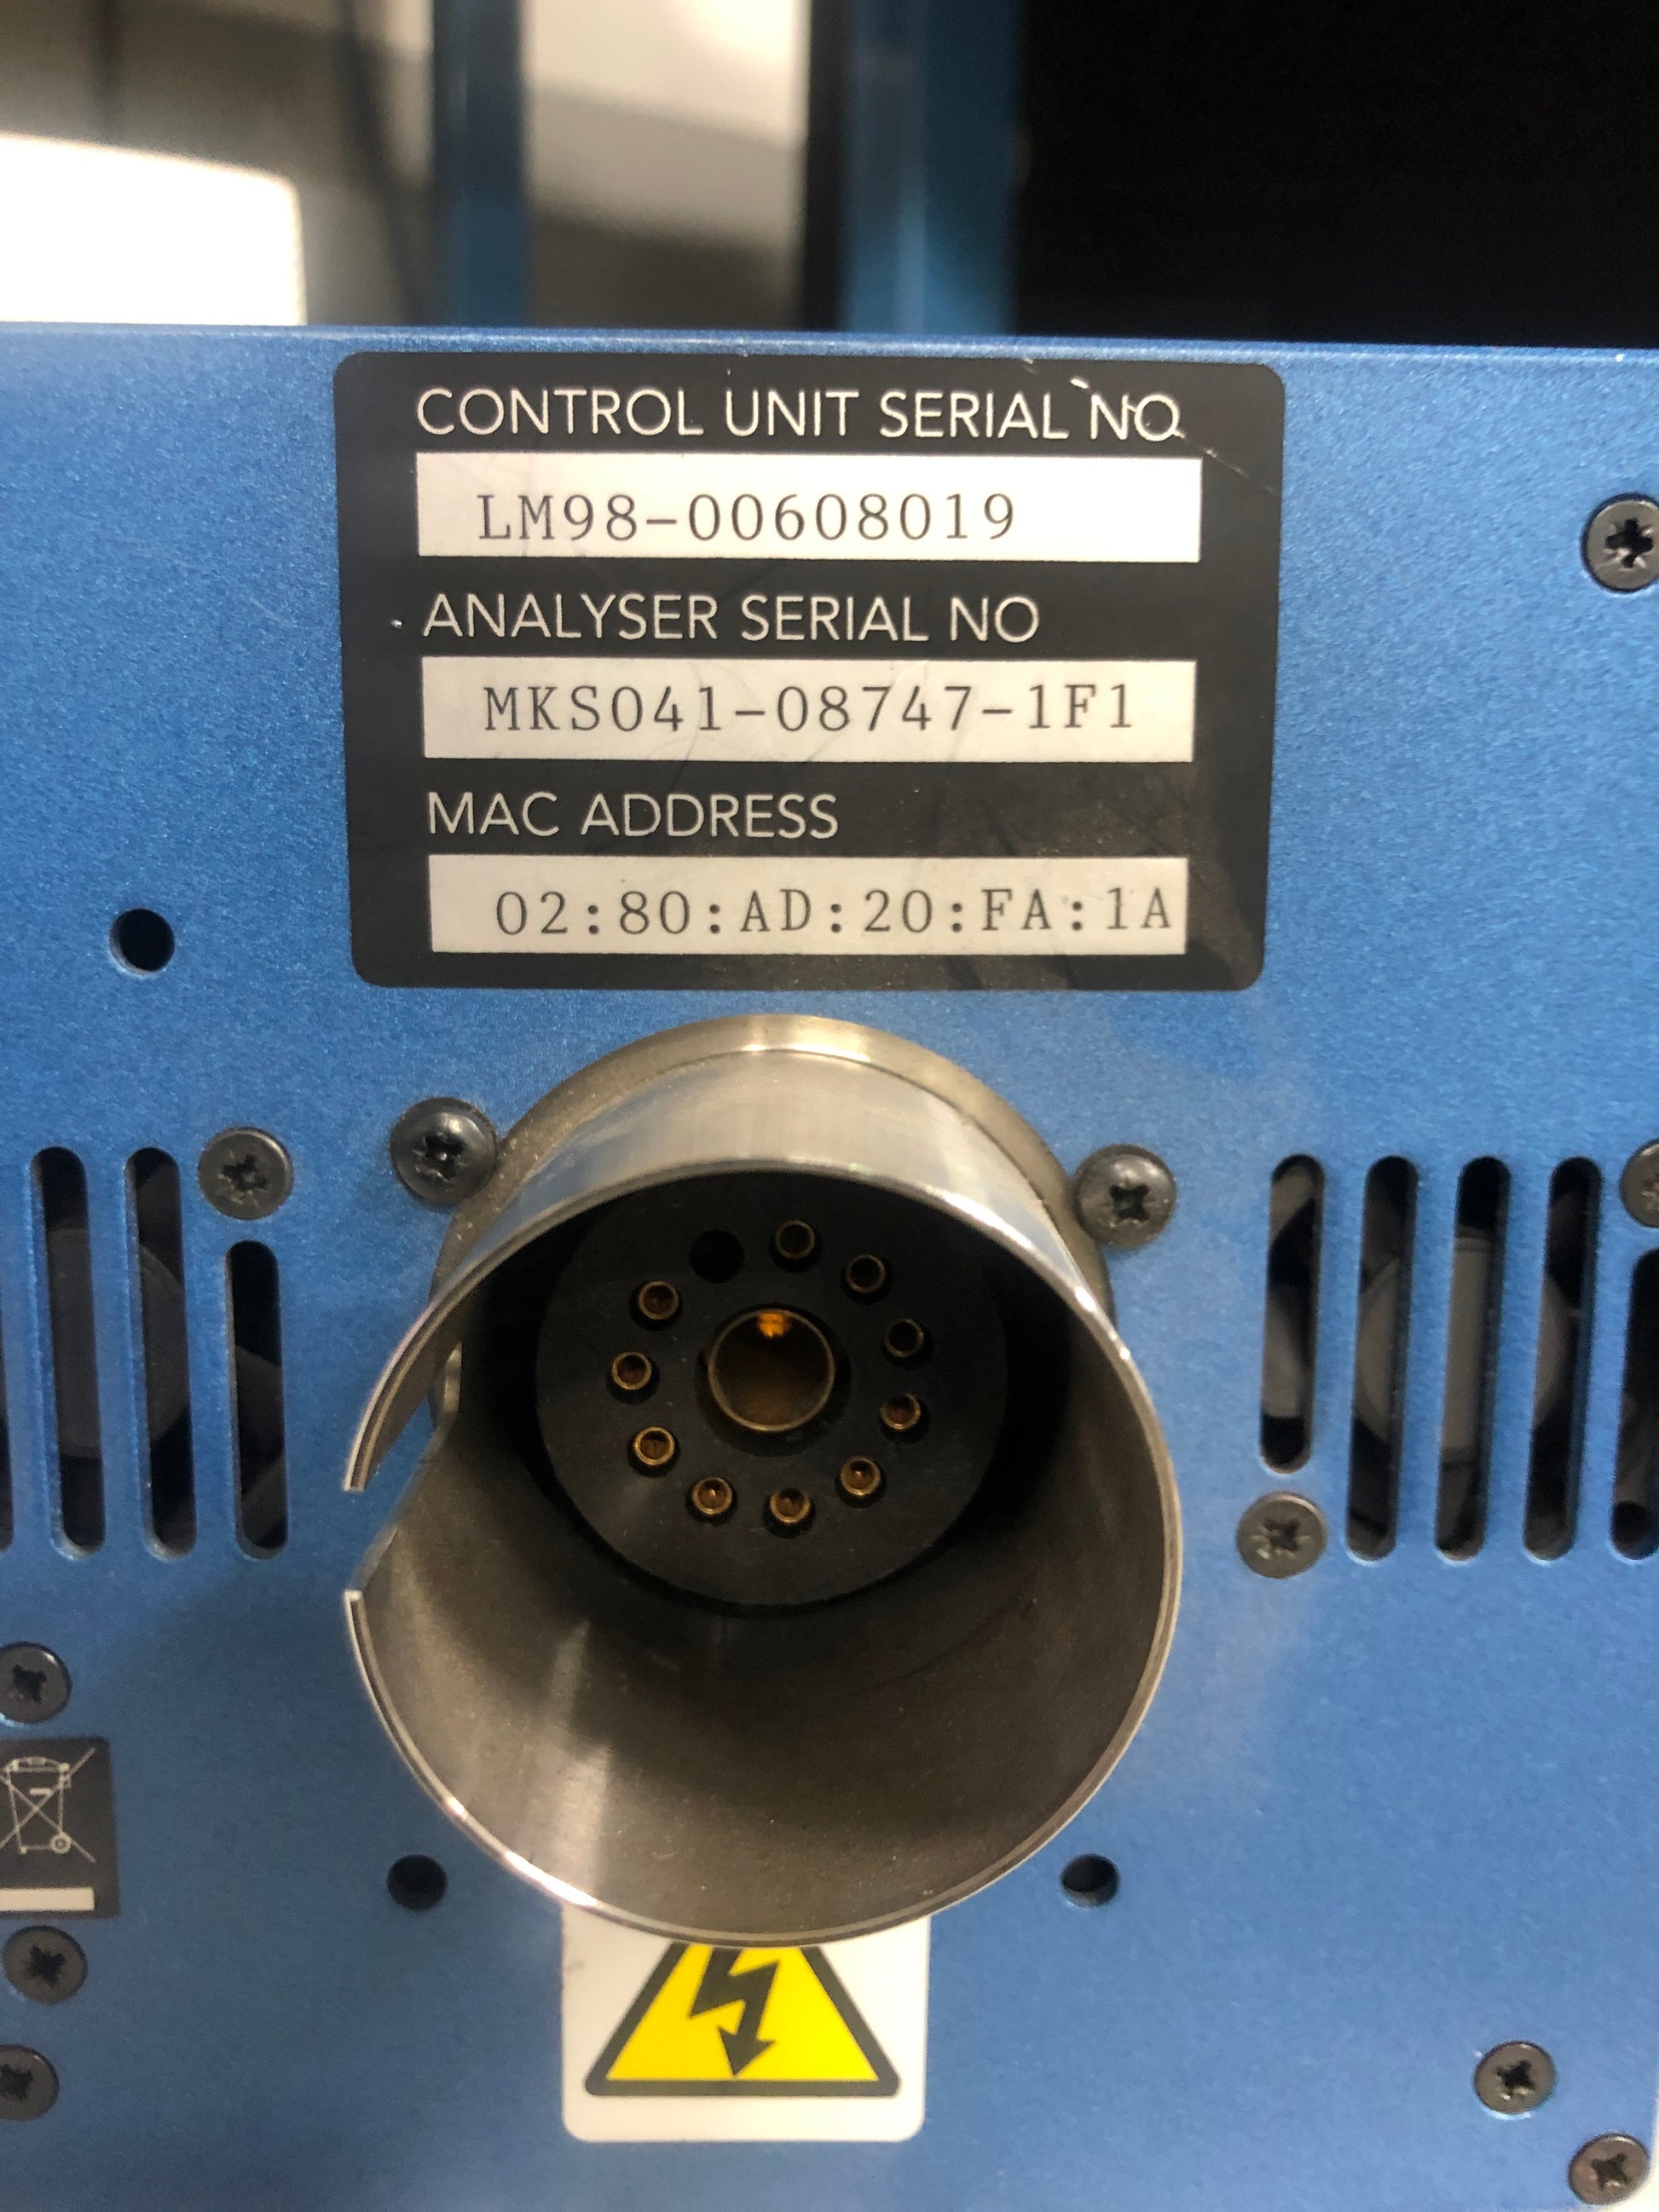 CONTROL UNIT SERIAL NO
LM98-00608019
ANALYSER SERIAL NO
MKS041-08747-1F1
MAC ADDRESS
02:80:AD:20:FA:1A